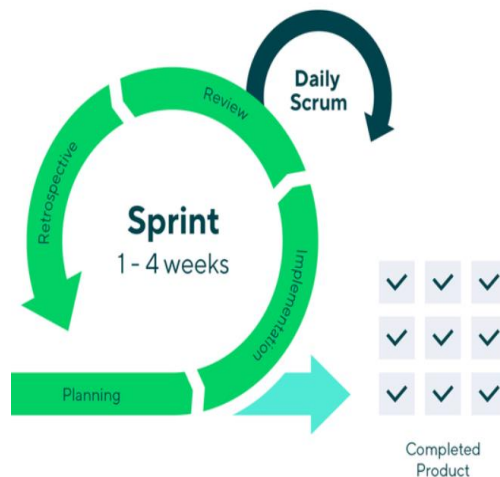 Daily
Scrum
Review
Retrospective
Sprint
1 - 4 weeks
Implementation
Planning
Completed
Product